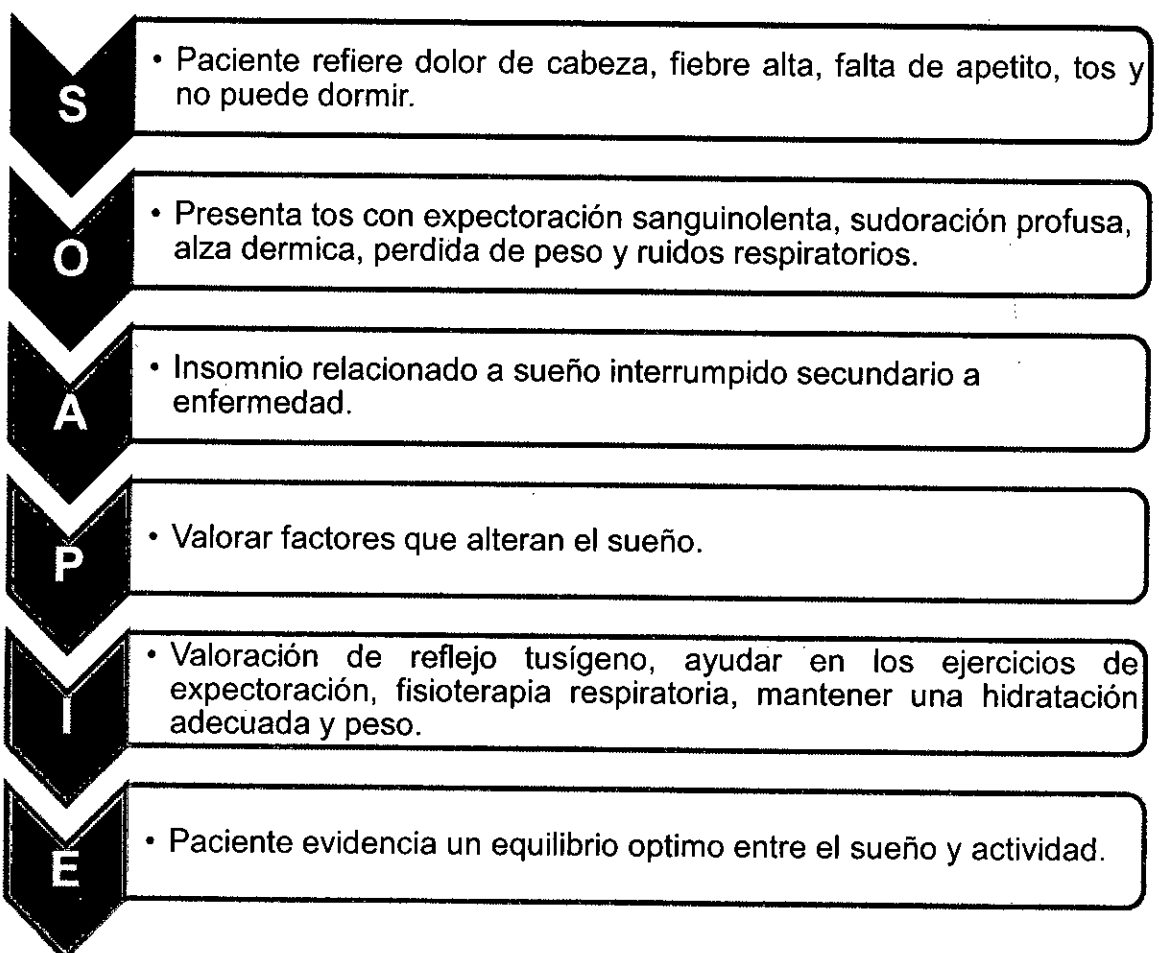 S
• Paciente refiere dolor de cabeza, fiebre alta, falta de apetito, tos y
no puede dormir.
O
• Presenta tos con expectoración sanguinolenta, sudoración profusa,
alza dermica, perdida de peso y ruidos respiratorios.
A
• Insomnio relacionado a sueño interrumpido secundario a
enfermedad.
P
• Valorar factores que alteran el sueño.
I
• Valoración de reflejo tusígeno, ayudar en los ejercicios de
expectoración, fisioterapia respiratoria, mantener una hidratación
adecuada y peso.
E
• Paciente evidencia un equilibrio optimo entre el sueño y actividad.